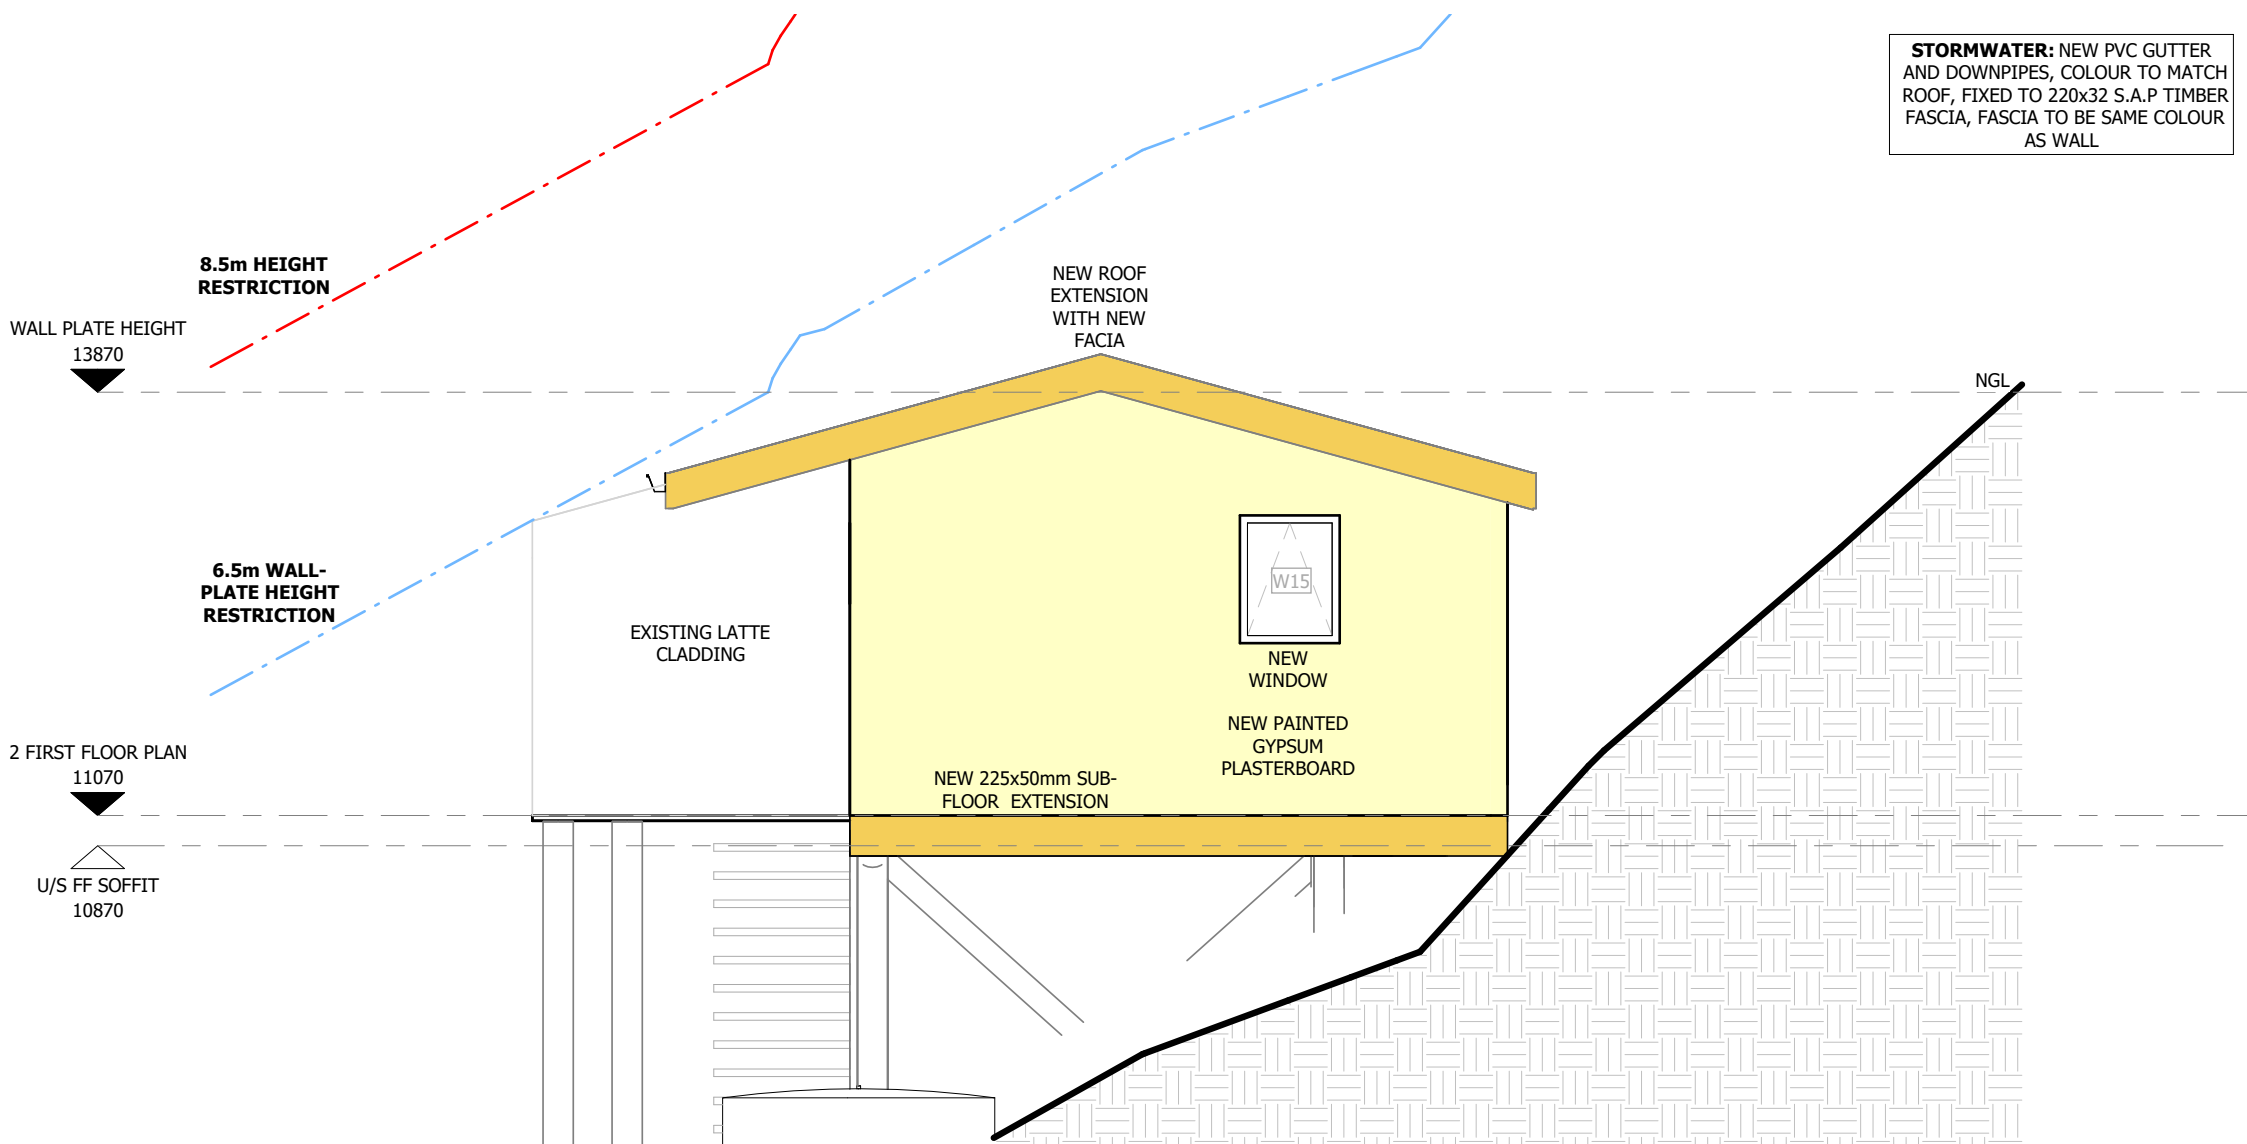 STORMWATER: NEW PVC GUTTER
AND DOWNPIPES, COLOUR TO MATCH
ROOF, FIXED TO 220x32 S.A.P TIMBER
FASCIA, FASCIA TO BE SAME COLOUR
AS WALL
8.5m HEIGHT
RESTRICTION
NEW ROOF
EXTENSION
WITH NEW
FACIA
WALL PLATE HEIGHT
13870
NGL
6.5m WALL-
PLATE HEIGHT
RESTRICTION
W15
EXISTING LATTE
CLADDING
NEW
WINDOW
NEW PAINTED
GYPSUM
PLASTERBOARD
2 FIRST FLOOR PLAN
11070
NEW 225x50mm SUB-
FLOOR EXTENSION
U/S FF SOFFIT
10870